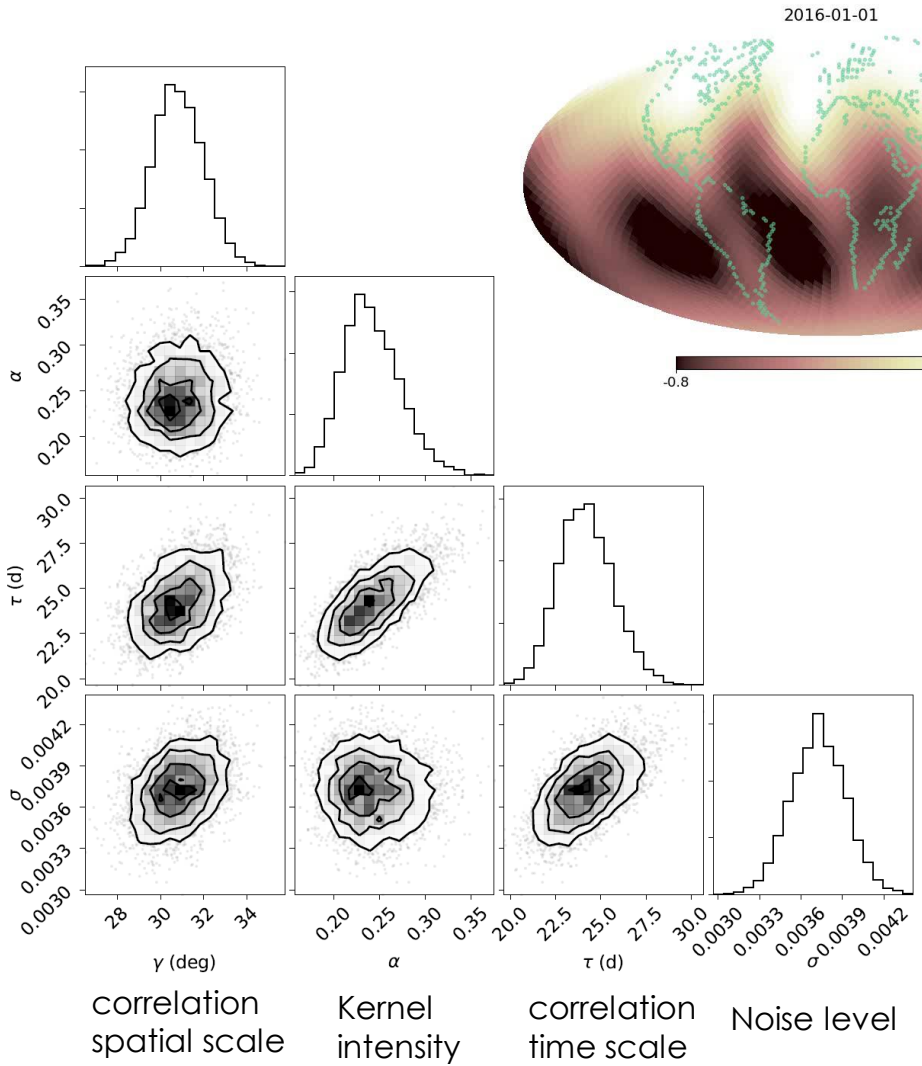 2016-01-01
-0.8
0.35
0.30
0.25
0.20
α
30.0
27.5
25.0
22.5
20.0
τ (d)
0.0042
0.0039
0.0036
0.0033
0.0030
σ
28 30 32 34
0.20 0.25 0.30 0.35
20.0 22.5 25.0 27.5 30.0
0.0030 0.0033 0.0036 0.0039 0.0042
γ (deg)
α
τ (d)
σ
correlation
spatial scale
Kernel
intensity
correlation
time scale
Noise level